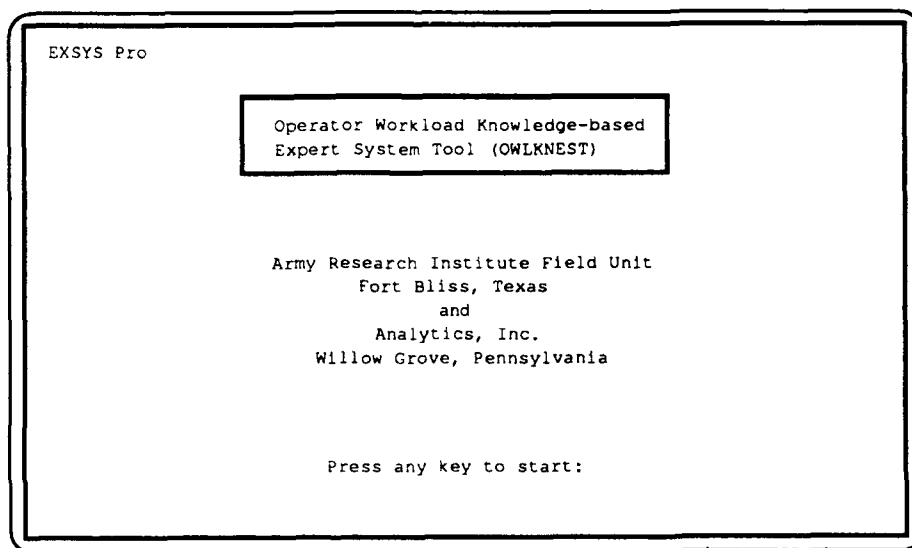 EXSYS Pro
Operator Workload Knowledge-based
Expert System Tool (OWLKNEST)
Army Research Institute Field Unit
Fort Bliss, Texas
and
Analytics, Inc.
Willow Grove, Pennsylvania
Press any key to start: